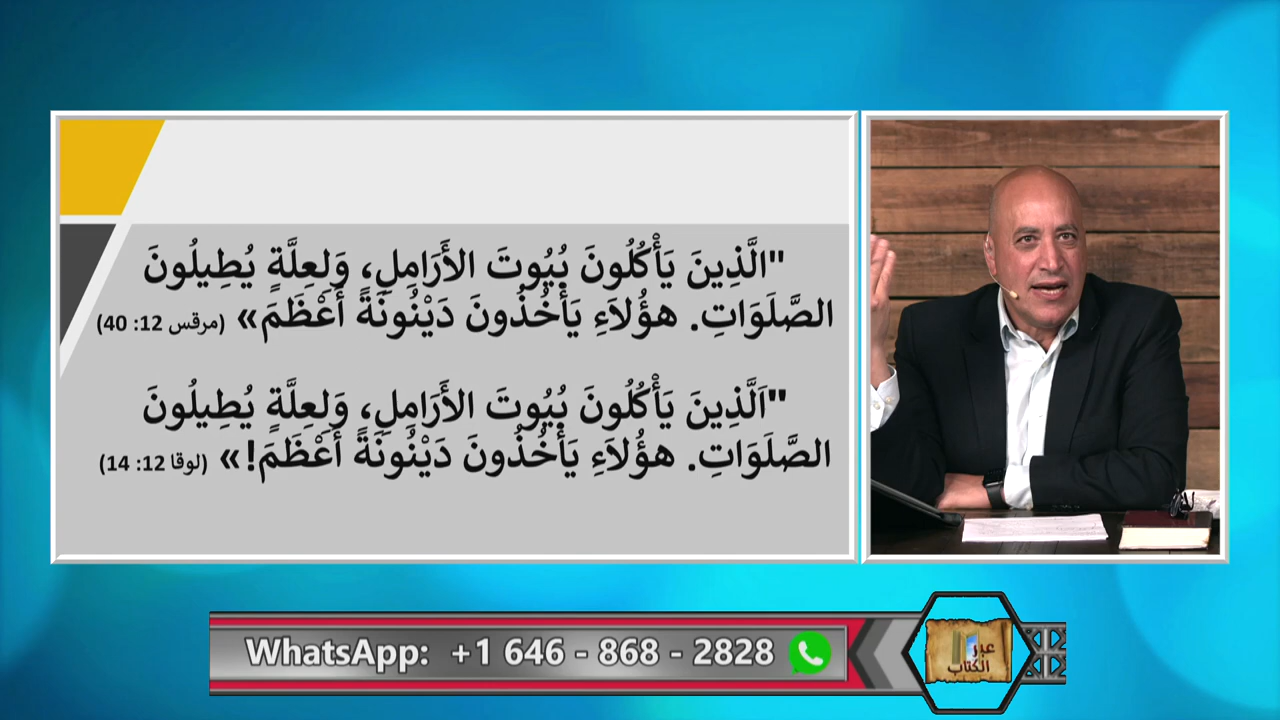 "الَّذِينَ يَأْكُلُونَ بُيُوتَ الأَرَامِلِ، وَلِعِلَّةٍ يُطِيلُونَ
الصَّلَوَاتِ. هؤُلاَءِ يَأْخُذُونَ دَيْنُونَةً أَعْظَمَ» (مرقس 12: 40)
"اَلَّذِينَ يَأْكُلُونَ بُيُوتَ الأَرَامِلِ، وَلِعِلَّةٍ يُطِيلُونَ
الصَّلَوَاتِ. هؤُلاَءِ يَأْخُذُونَ دَيْنُونَةً أَعْظَمَ!» (لوقا 12: 14)
WhatsApp: +1 646 - 868 - 2828
عبر
الكتاب